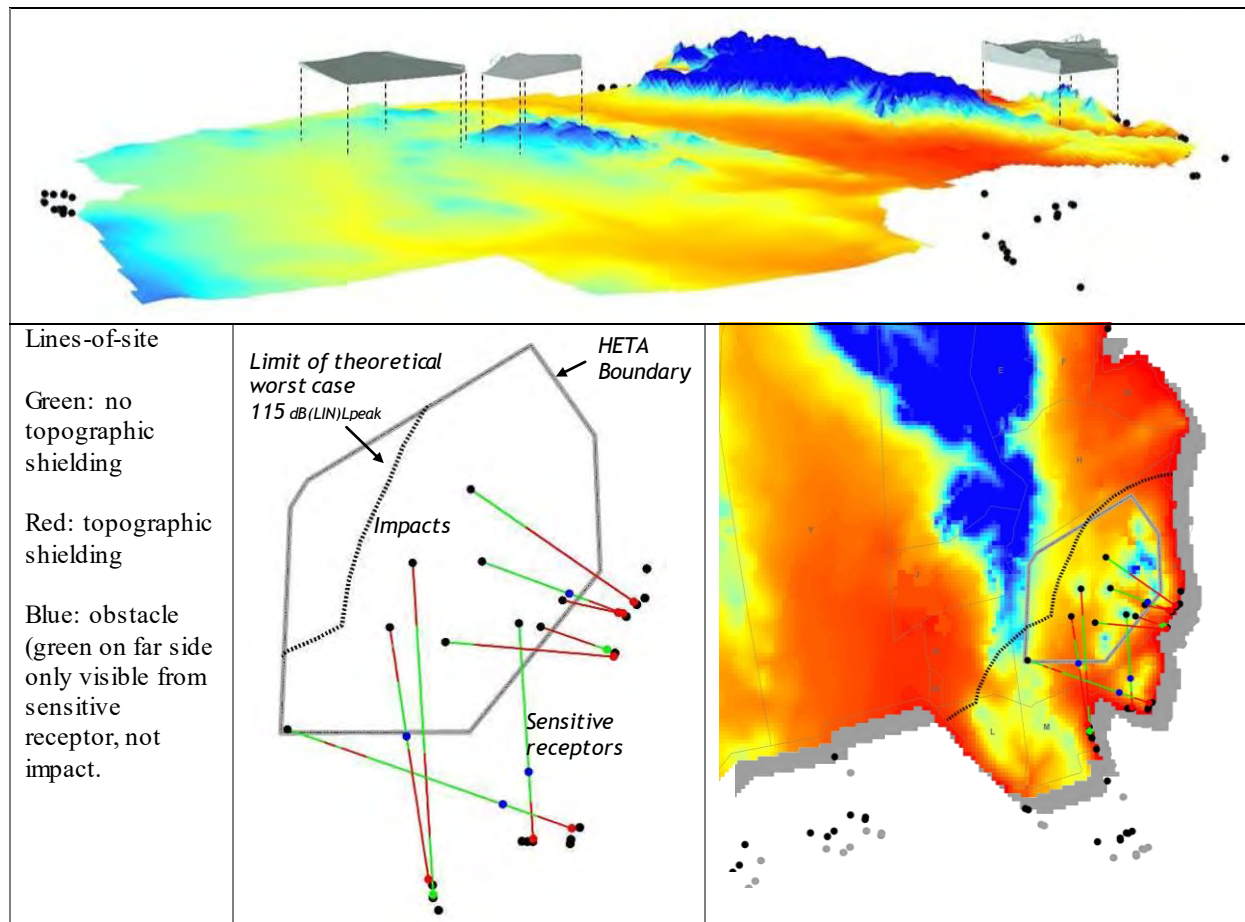 Lines-of-site
Green: no
topographic
shielding
Red: topographic
shielding
Blue: obstacle
(green on far side
only visible from
sensitive
receptor, not
impact.
Limit of theoretical
worst case
115 dB(LIN)Lpeak
HETA
Boundary
Impacts
Sensitive
receptors
E
F
H
Y
J
L
M